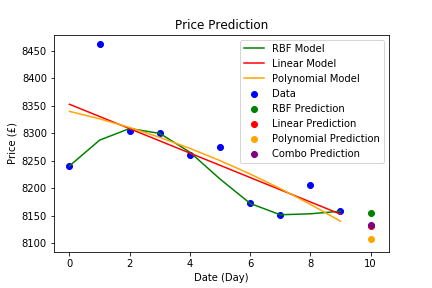 Price Prediction
Price (£)
8450
8400
8350
8300
8250
8200
8150
8100
RBF Model
Linear Model
Polynomial Model
Data
RBF Prediction
Linear Prediction
Polynomial Prediction
Combo Prediction
0 2 4 6 8 10
Date (Day)